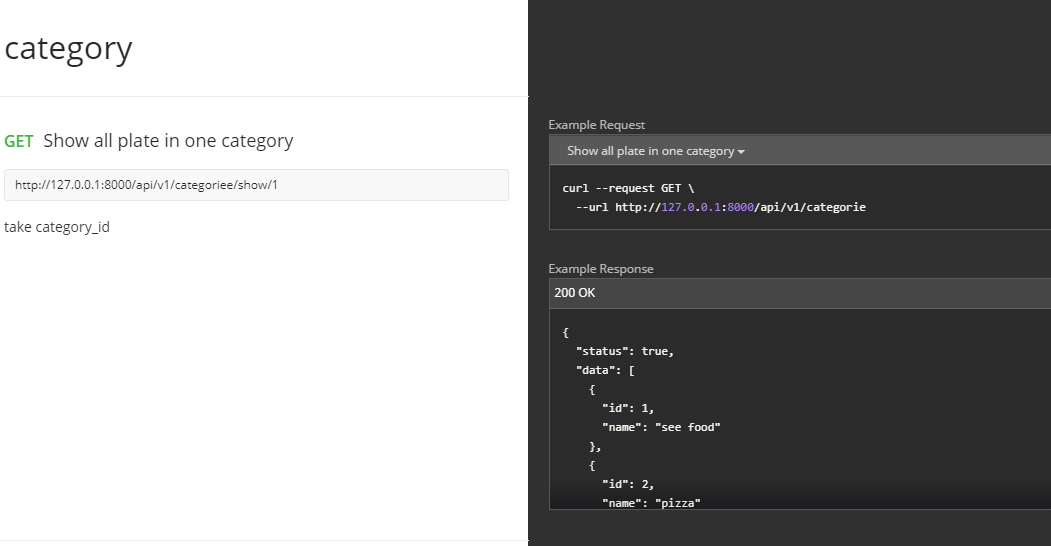 category
GET Show all plate in one category
http://127.0.0.1:8000/api/v1/categoriee/show/1
take category_id
Example Request
Show all plate in one category
curl --request GET \
--url http://127.0.0.1:8000/api/v1/categorie
Example Response
200 OK
{
"status": true,
"data": [
{
"id": 1,
"name": "see food"
},
{
"id": 2,
"name": "pizza"